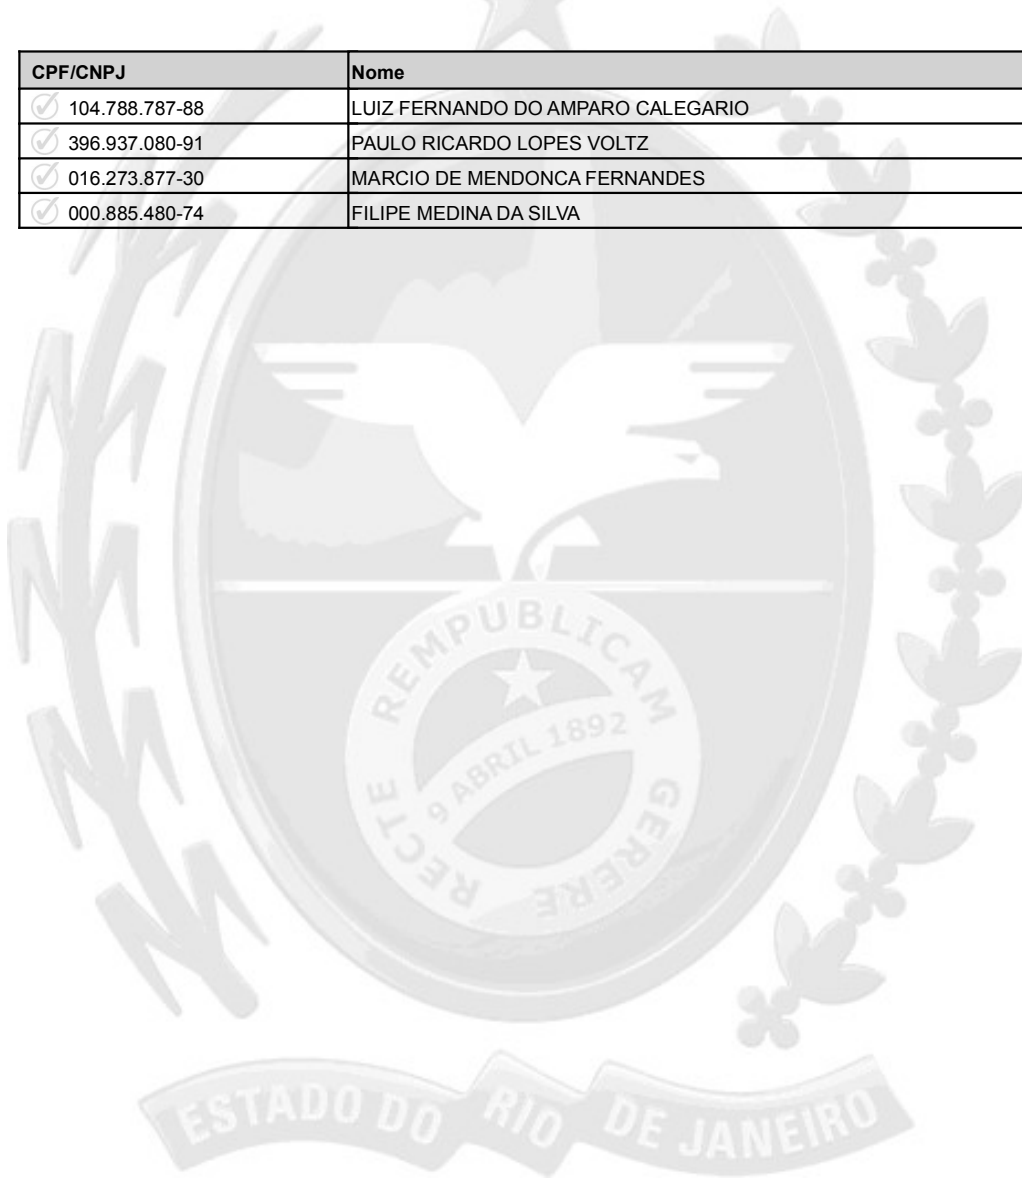 CPF/CNPJ Nome
104.788.787-88 LUIZ FERNANDO DO AMPARO CALEGARIO
396.937.080-91 PAULO RICARDO LOPES VOLTZ
016.273.877-30 MARCIO DE MENDONCA FERNANDES
000.885.480-74 FILIPE MEDINA DA SILVA
RECTE REMPUBLICAM GERERE
9 ABRIL 1892
ESTADO DO RIO DE JANEIRO